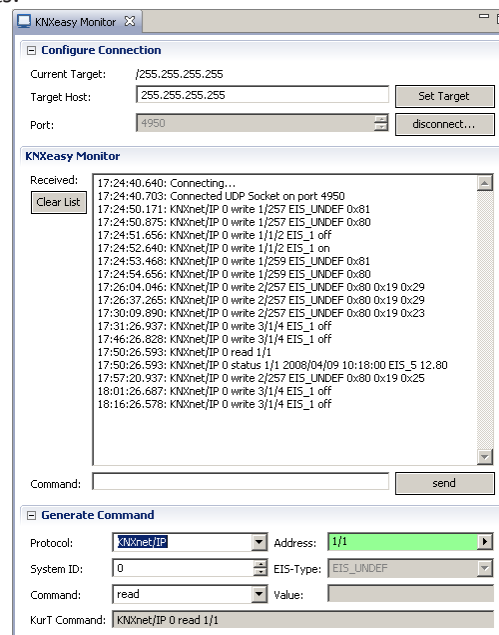 KNXeasy Monitor
Configure Connection
Current Target: /255.255.255.255
Target Host: 255.255.255.255 Set Target
Port: 4950 disconnect...
KNXeasy Monitor
Received:
Clear List
17:24:40.640: Connecting...
17:24:40.703: Connected UDP Socket on port 4950
17:24:50.171: KNXnet/IP 0 write 1/257 EIS_UNDEF 0x81
17:24:50.875: KNXnet/IP 0 write 1/257 EIS_UNDEF 0x80
17:24:51.656: KNXnet/IP 0 write 1/1/2 EIS_1 off
17:24:52.640: KNXnet/IP 0 write 1/1/2 EIS_1 on
17:24:53.468: KNXnet/IP 0 write 1/259 EIS_UNDEF 0x81
17:24:54.656: KNXnet/IP 0 write 1/259 EIS_UNDEF 0x80
17:26:04.046: KNXnet/IP 0 write 2/257 EIS_UNDEF 0x80 0x19 0x29
17:26:37.265: KNXnet/IP 0 write 2/257 EIS_UNDEF 0x80 0x19 0x29
17:30:09.890: KNXnet/IP 0 write 2/257 EIS_UNDEF 0x80 0x19 0x23
17:31:26.937: KNXnet/IP 0 write 3/1/4 EIS_1 off
17:46:26.828: KNXnet/IP 0 write 3/1/4 EIS_1 off
17:50:26.593: KNXnet/IP 0 read 1/1
17:50:26.593: KNXnet/IP 0 status 1/1 2008/04/09 10:18:00 EIS_5 12.80
17:57:20.937: KNXnet/IP 0 write 2/257 EIS_UNDEF 0x80 0x19 0x25
18:01:26.687: KNXnet/IP 0 write 3/1/4 EIS_1 off
18:16:26.578: KNXnet/IP 0 write 3/1/4 EIS_1 off
Command: send
Generate Command
Protocol: KNXnet/IP Address: 1/1
System ID: 0 EIS-Type: EIS_UNDEF
Command: read Value:
KurT Command: KNXnet/IP 0 read 1/1